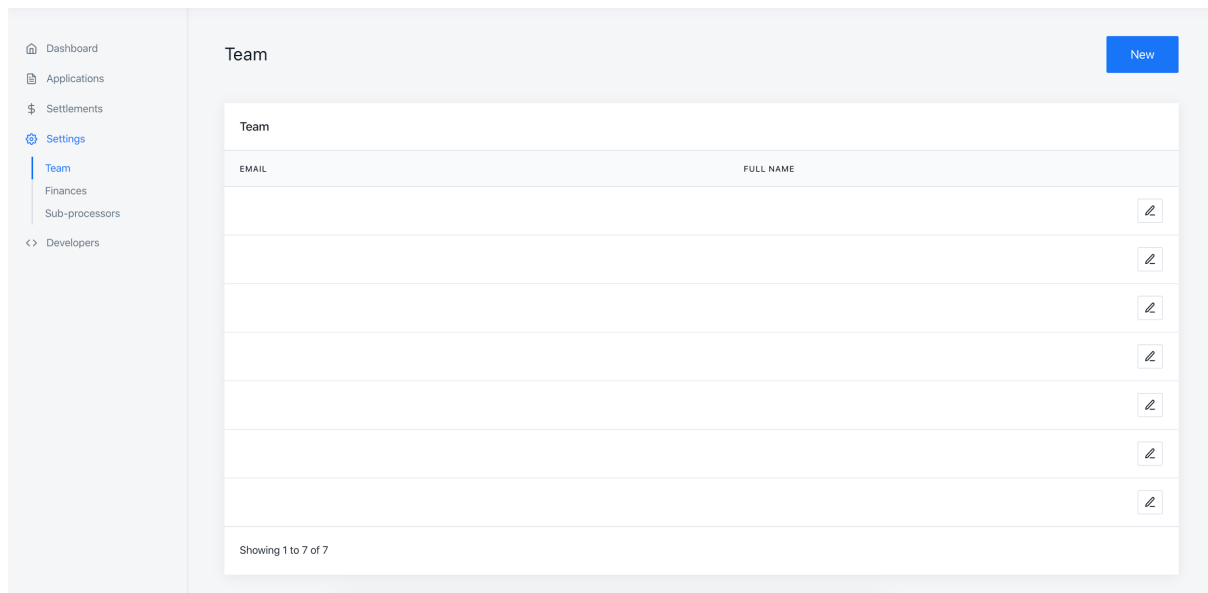 Dashboard
Applications
Settlements
Settings
Team
Finances
Sub-processors
Developers
Team
New
Team
EMAIL FULL NAME
Showing 1 to 7 of 7